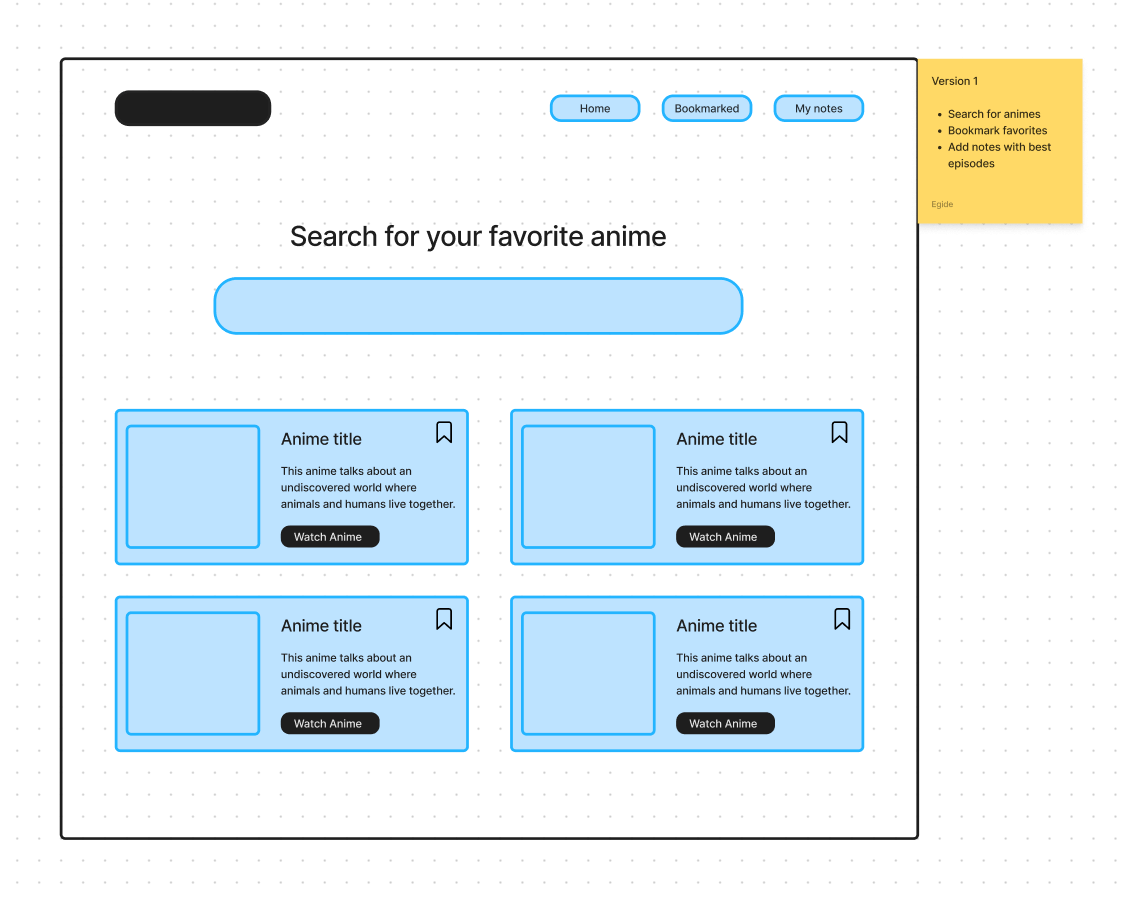 Home
Bookmarked
My notes
Version 1
Search for animes
Bookmark favorites
Add notes with best
episodes
Egide
Search for your favorite anime
Anime title
This anime talks about an
undiscovered world where
animals and humans live together.
Watch Anime
Anime title
This anime talks about an
undiscovered world where
animals and humans live together.
Watch Anime
Anime title
This anime talks about an
undiscovered world where
animals and humans live together.
Watch Anime
Anime title
This anime talks about an
undiscovered world where
animals and humans live together.
Watch Anime